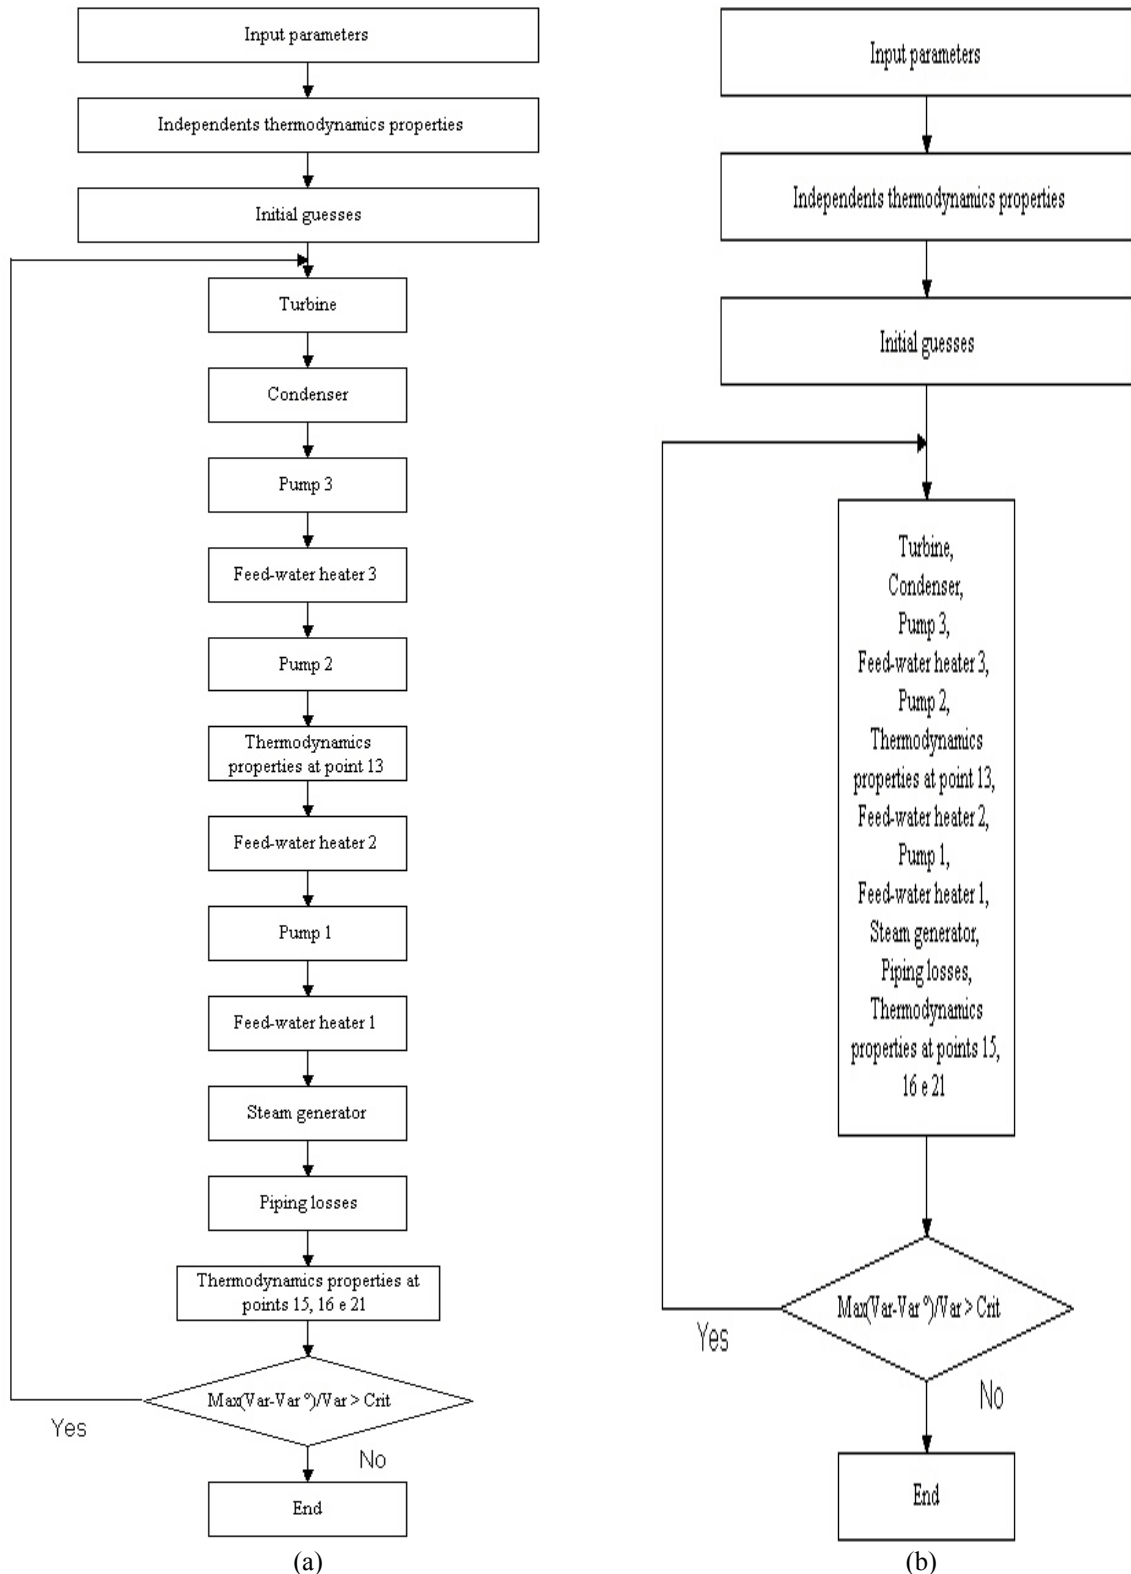 Input parameters
Independents thermodynamics properties
Initial guesses
Turbine
Condenser
Pump 3
Feed-water heater 3
Pump 2
Thermodynamics
properties at point 13
Feed-water heater 2
Pump 1
Feed-water heater 1
Steam generator
Piping losses
Thermodynamics properties at
points 15, 16 e 21
Max(Var-Var º)/Var > Crit
Yes
No
End
(a)
Input parameters
Independents thermodynamics properties
Initial guesses
Turbine,
Condenser,
Pump 3,
Feed-water heater 3,
Pump 2,
Thermodynamics
properties at point 13,
Feed-water heater 2,
Pump 1,
Feed-water heater 1,
Steam generator,
Piping losses,
Thermodynamics
properties at points 15,
16 e 21
Max(Var-Var º)/Var > Crit
Yes
No
End
(b)